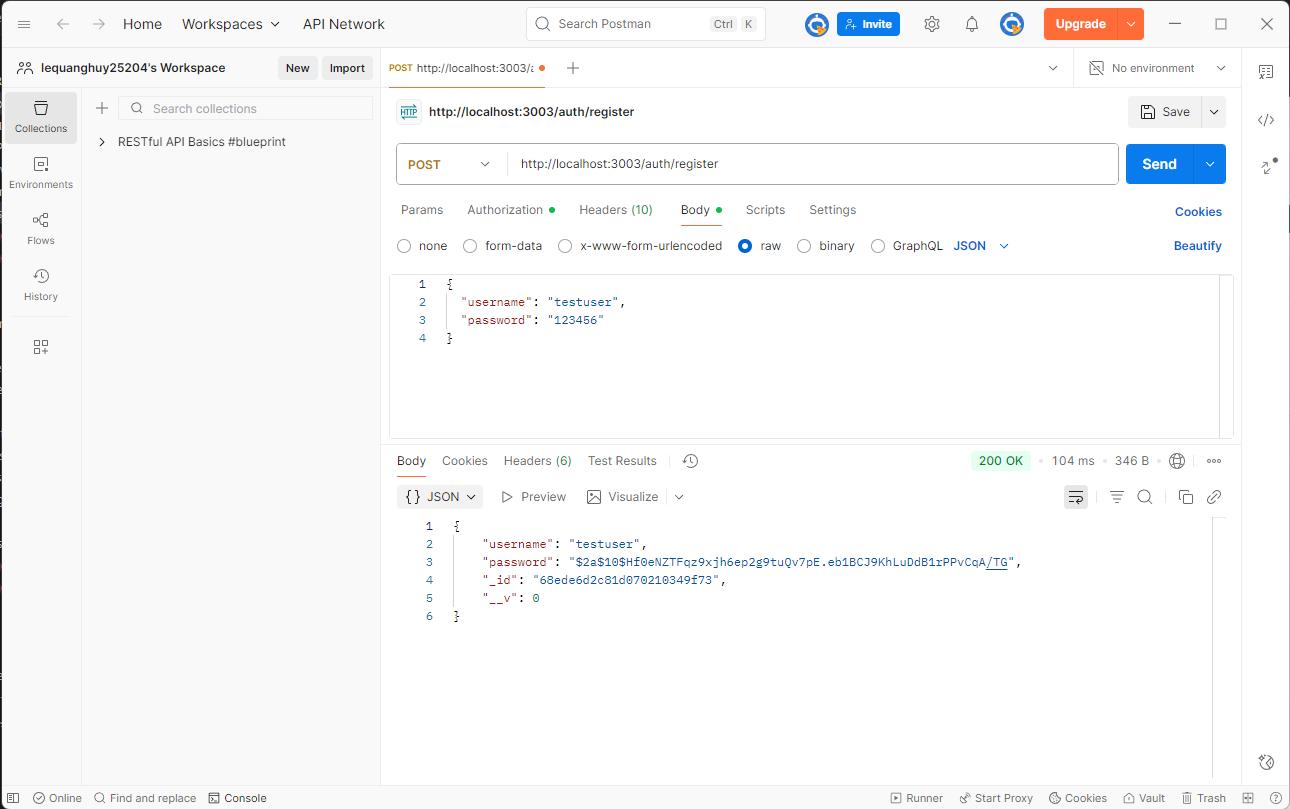 Home Workspaces API Network Search Postman Ctrl K Invite Upgrade
lequanghuy25204's Workspace New Import POST http://localhost:3003/a No environment
Collections
Environments
Flows
History
Search collections
RESTful API Basics #blueprint
HTTP http://localhost:3003/auth/register Save
POST http://localhost:3003/auth/register Send
Params Authorization Headers (10) Body Scripts Settings Cookies
none form-data x-www-form-urlencoded raw binary GraphQL JSON Beautify
1 {
2 "username": "testuser",
3 "password": "123456"
4 }
Body Cookies Headers (6) Test Results 200 OK 104 ms 346 B
{} JSON Preview Visualize
1 {
2 "username": "testuser",
3 "password": "$2a$10$Hf0eNZTFqz9xjh6ep2g9tuQv7pE.eb1BCJ9KhLuDdB1rPPvCqA/TG",
4 "_id": "68ede6d2c81d070210349f73",
5 "__v": 0
6 }
Online Find and replace Console Runner Start Proxy Cookies Vault Trash